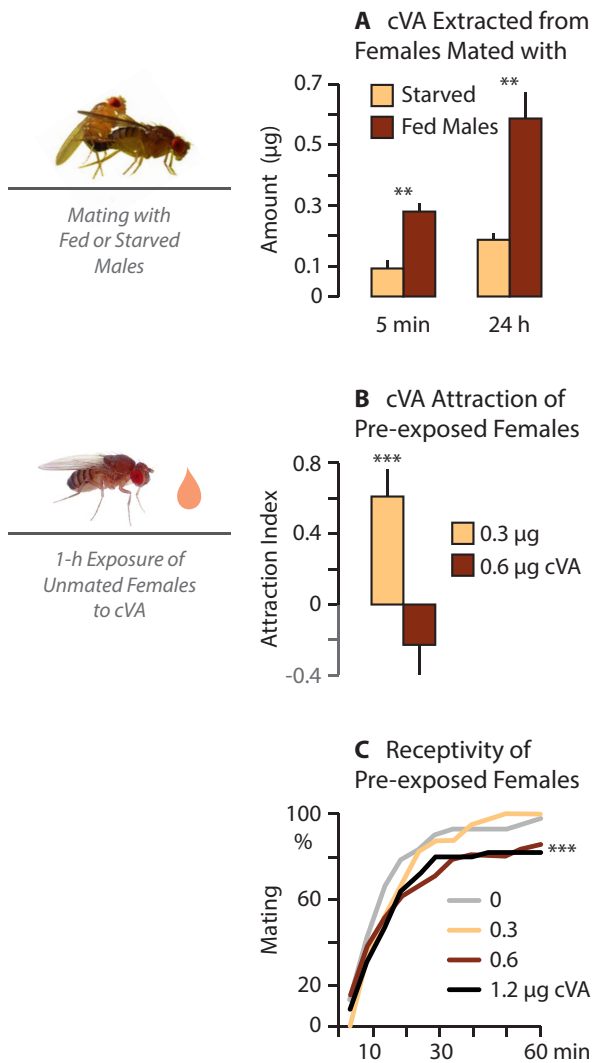 A cVA Extracted from
Females Mated with
0.7
0.5
0.3
0.1
0
Amount (µg)
Starved
Fed Males
**
**
5 min 24 h
Mating with
Fed or Starved
Males
B cVA Attraction of
Pre-exposed Females
0.8
0.4
0
-0.4
Attraction Index
***
0.3 µg
0.6 µg cVA
1-h Exposure of
Unmated Females
to cVA
C Receptivity of
Pre-exposed Females
100
%
60
20
0
Mating
***
0
0.3
0.6
1.2 µg cVA
10 30 60 min